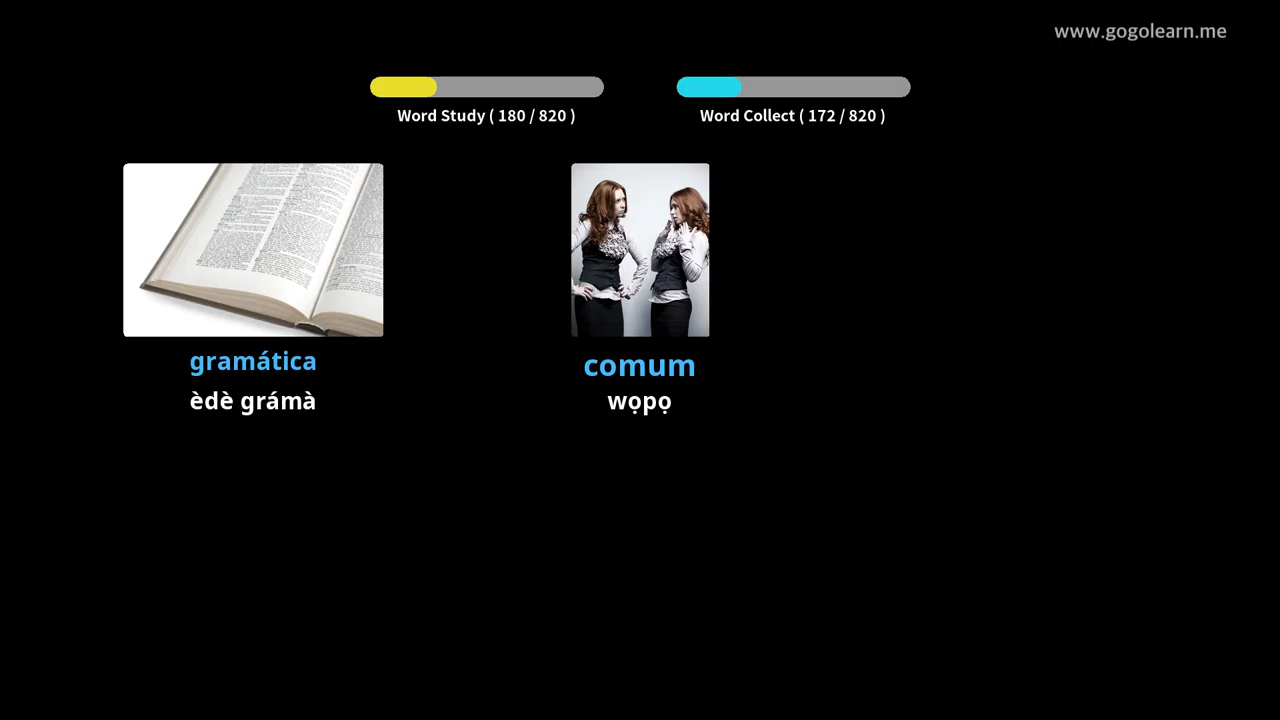 www.gogolearn.me
Word Study ( 180 / 820 )
Word Collect ( 172 / 820 )
gramática
èdè grámà
comum
wọpọ